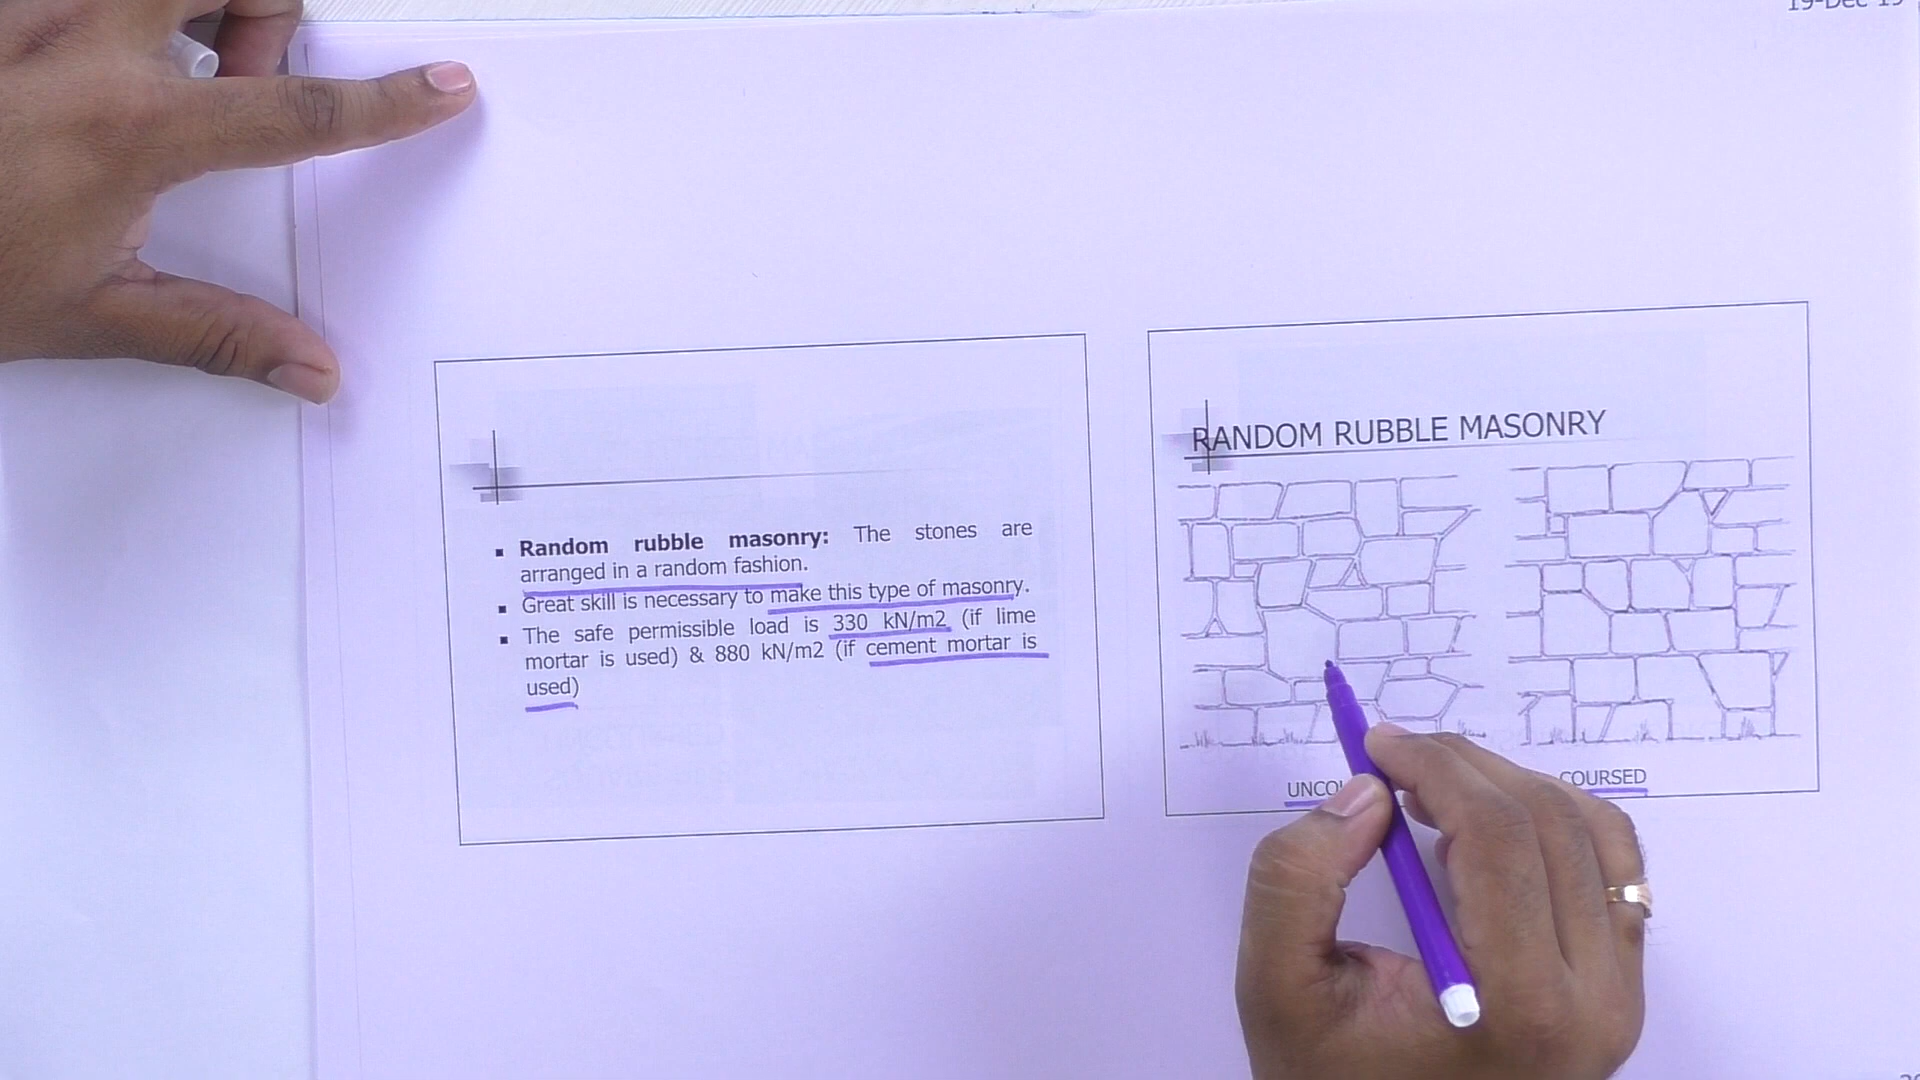 Random rubble masonry: The stones are
arranged in a random fashion.
Great skill is necessary to make this type of masonry.
The safe permissible load is 330 kN/m2 (if lime
mortar is used) & 880 kN/m2 (if cement mortar is
used)
RANDOM RUBBLE MASONRY
COURSED